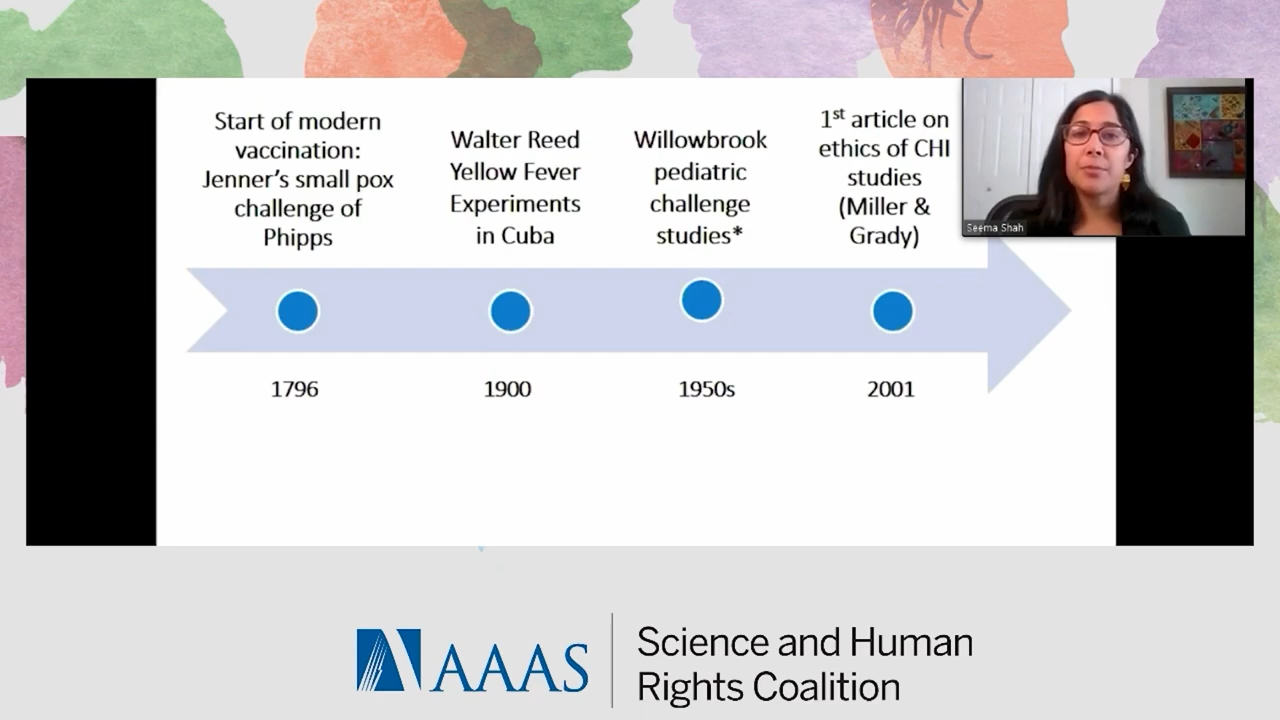 Start of modern
vaccination:
Jenner's small pox
challenge of
Phipps
Walter Reed
Yellow Fever
Experiments
in Cuba
Willowbrook
pediatric
challenge
studies*
1st article on
ethics of CHI
studies
(Miller &
Grady)
Seema Shah
1796
1900
1950s
2001
AAAS
Science and Human
Rights Coalition